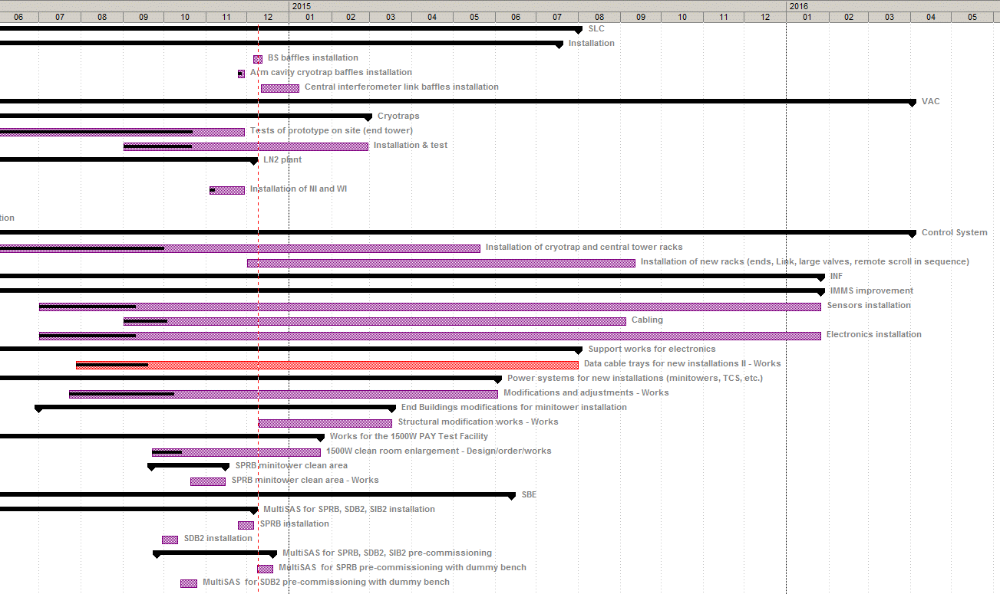 2015 2016
06 07 08 09 10 11 12 01 02 03 04 05 06 07 08 09 10 11 12 01 02 03 04 05
SLC
Installation
BS baffles installation
Arm cavity cryotrap baffles installation
Central interferometer link baffles installation
VAC
Cryotraps
Tests of prototype on site (end tower)
Installation & test
LN2 plant
Installation of NI and WI
tion
Control System
Installation of cryotrap and central tower racks
Installation of new racks (ends, Link, large valves, remote scroll in sequence)
INF
IMMS improvement
Sensors installation
Cabling
Electronics installation
Support works for electronics
Data cable trays for new installations II - Works
Power systems for new installations (minitowers, TCS, etc.)
Modifications and adjustments - Works
End Buildings modifications for minitower installation
Structural modification works - Works
Works for the 1500W PAY Test Facility
1500W clean room enlargement - Design/order/works
SPRB minitower clean area
SPRB minitower clean area - Works
SBE
MultiSAS for SPRB, SDB2, SIB2 installation
SPRB installation
SDB2 installation
MultiSAS for SPRB, SDB2, SIB2 pre-commissioning
MultiSAS for SPRB pre-commissioning with dummy bench
MultiSAS for SDB2 pre-commissioning with dummy bench